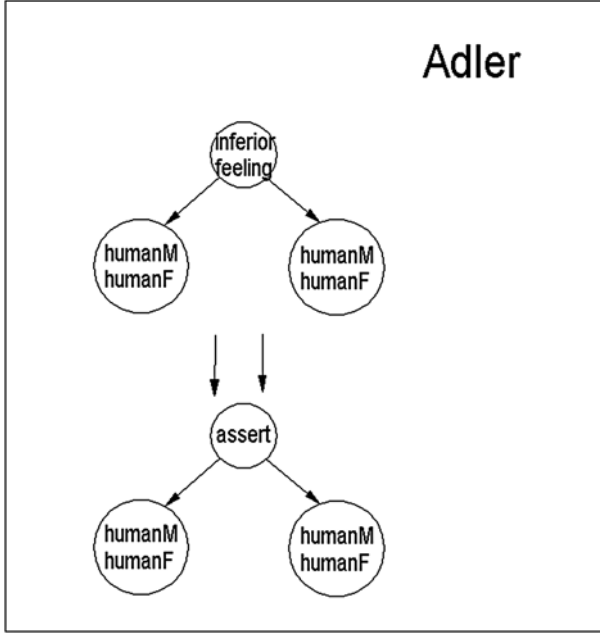 Adler
inferior
feeling
humanM
humanF
humanM
humanF
assert
humanM
humanF
humanM
humanF